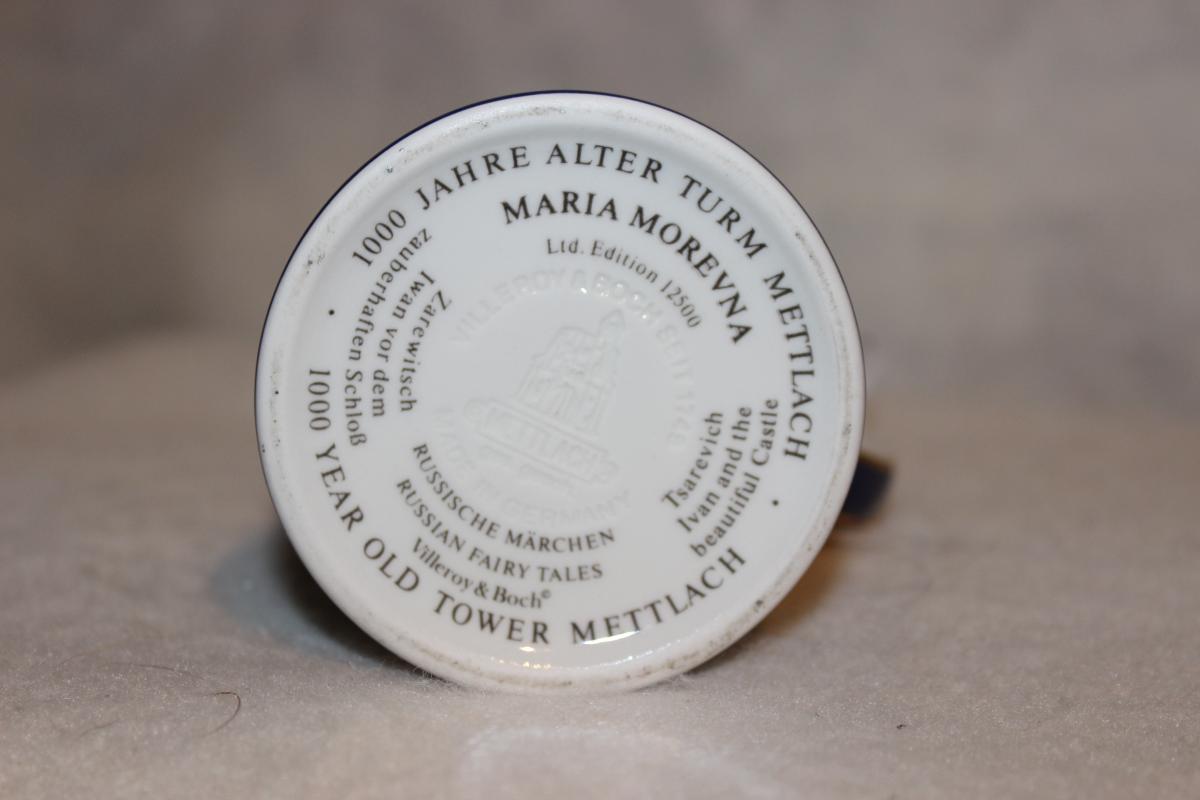 1000 JAHRE ALTER TURM METTLACH
MARIA MOREVNA
Ltd. Edition 12500
Zarewitsch
Iwan vor dem
zauberhaften Schloß
Tsarevich
Ivan and the
beautiful Castle
VILLEROY & BOCH SEIT 1748
METTLACH
MADE IN GERMANY
RUSSISCHE MÄRCHEN
RUSSIAN FAIRY TALES
Villeroy & Boch©
1000 YEAR OLD TOWER METTLACH